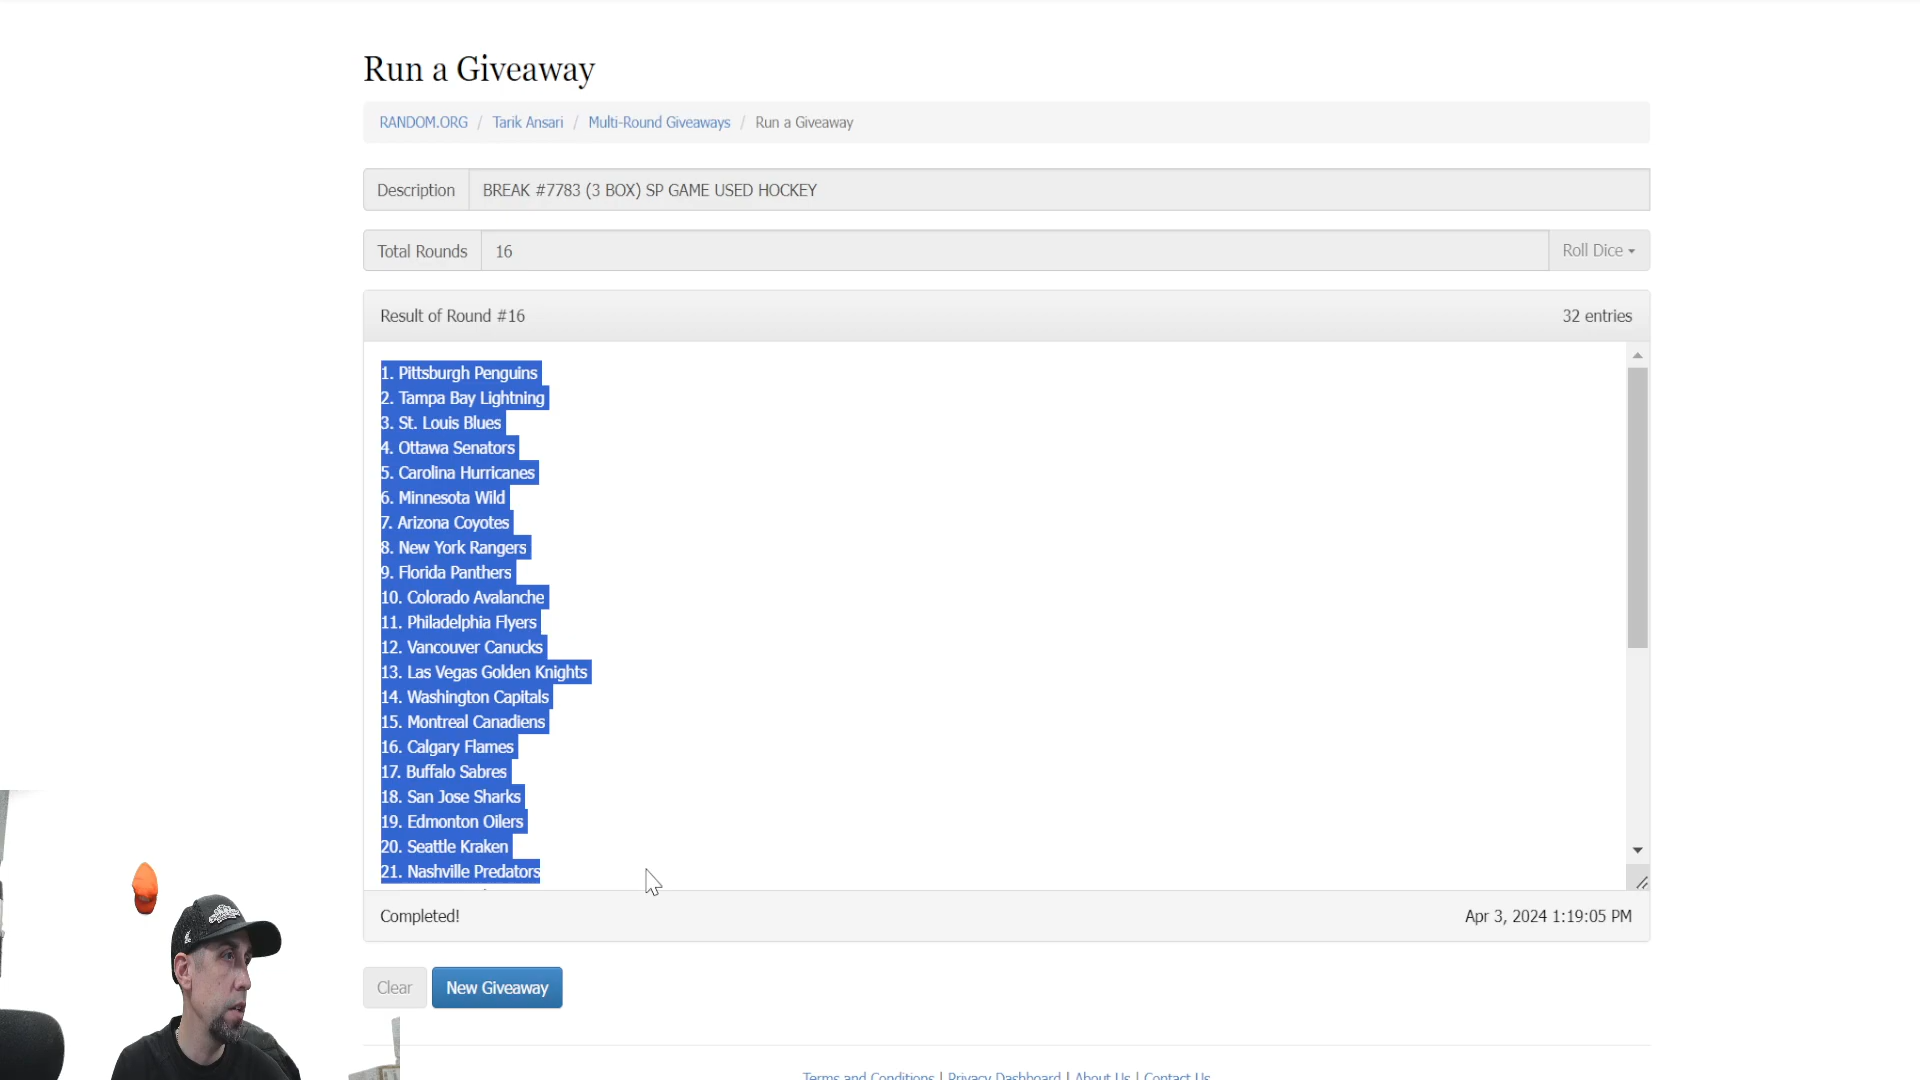 Run a Giveaway
RANDOM.ORG / Tarik Ansari / Multi-Round Giveaways / Run a Giveaway
Description BREAK #7783 (3 BOX) SP GAME USED HOCKEY
Total Rounds 16 Roll Dice
Result of Round #16 32 entries
1. Pittsburgh Penguins
2. Tampa Bay Lightning
3. St. Louis Blues
4. Ottawa Senators
5. Carolina Hurricanes
6. Minnesota Wild
7. Arizona Coyotes
8. New York Rangers
9. Florida Panthers
10. Colorado Avalanche
11. Philadelphia Flyers
12. Vancouver Canucks
13. Las Vegas Golden Knights
14. Washington Capitals
15. Montreal Canadiens
16. Calgary Flames
17. Buffalo Sabres
18. San Jose Sharks
19. Edmonton Oilers
20. Seattle Kraken
21. Nashville Predators
Completed! Apr 3, 2024 1:19:05 PM
Clear New Giveaway
Terms and Conditions | Privacy Dashboard | About Us | Contact Us